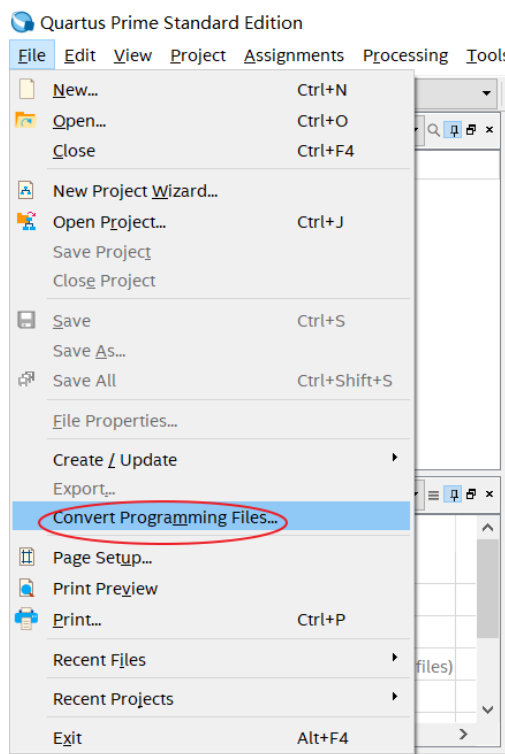 Quartus Prime Standard Edition
File Edit View Project Assignments Processing Tools
New... Ctrl+N
Open... Ctrl+O
Close Ctrl+F4
New Project Wizard...
Open Project... Ctrl+J
Save Project
Close Project
Save Ctrl+S
Save As...
Save All Ctrl+Shift+S
File Properties...
Create / Update
Export...
Convert Programming Files...
Page Setup...
Print Preview
Print... Ctrl+P
Recent Files
files)
Recent Projects
Exit Alt+F4